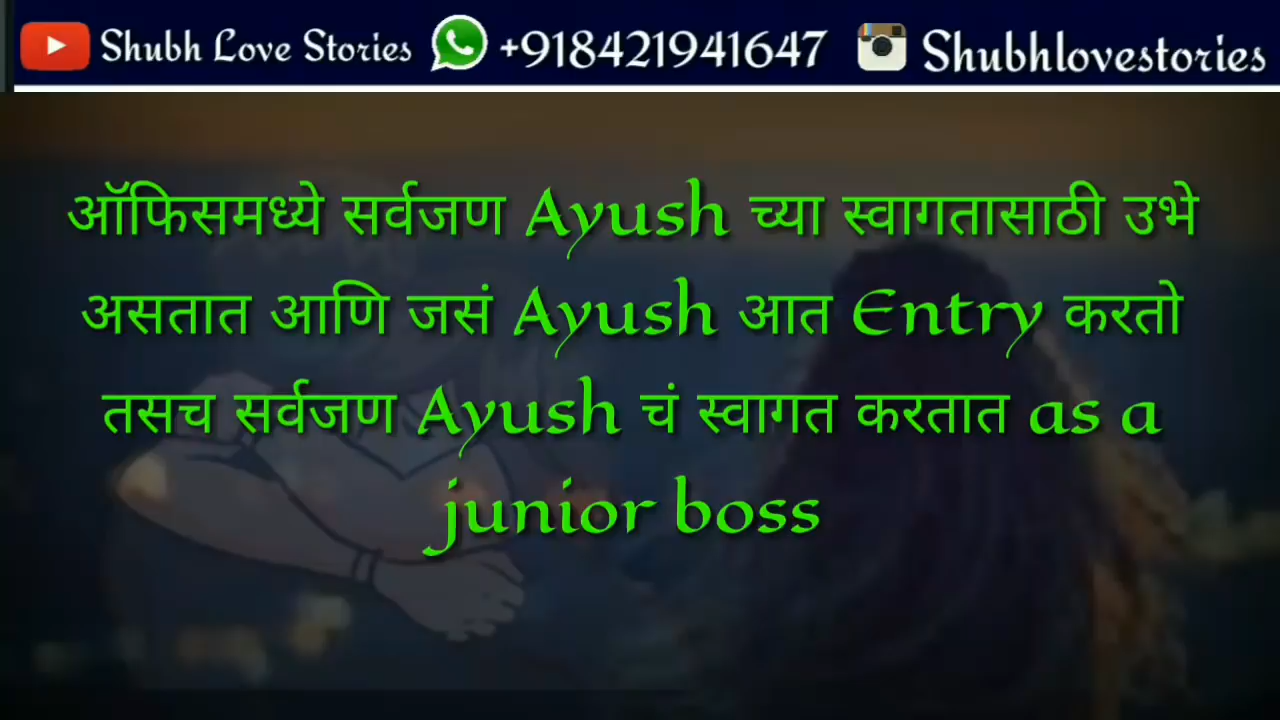 Shubh Love Stories +918421941647 Shubhlovestories
ऑफिसमध्ये सर्वजण Ayush च्या स्वागतासाठी उभे
असतात आणि जसं Ayush आत Entry करतो
तसच सर्वजण Ayush चं स्वागत करतात as a
junior boss